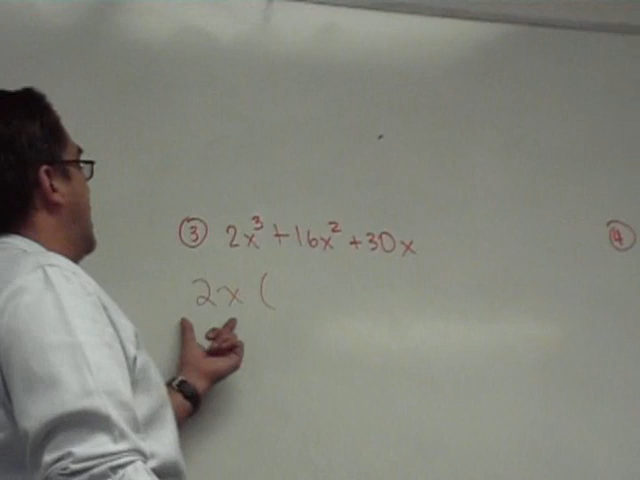 ③ 2x³ + 16x² + 30x
④
2x (